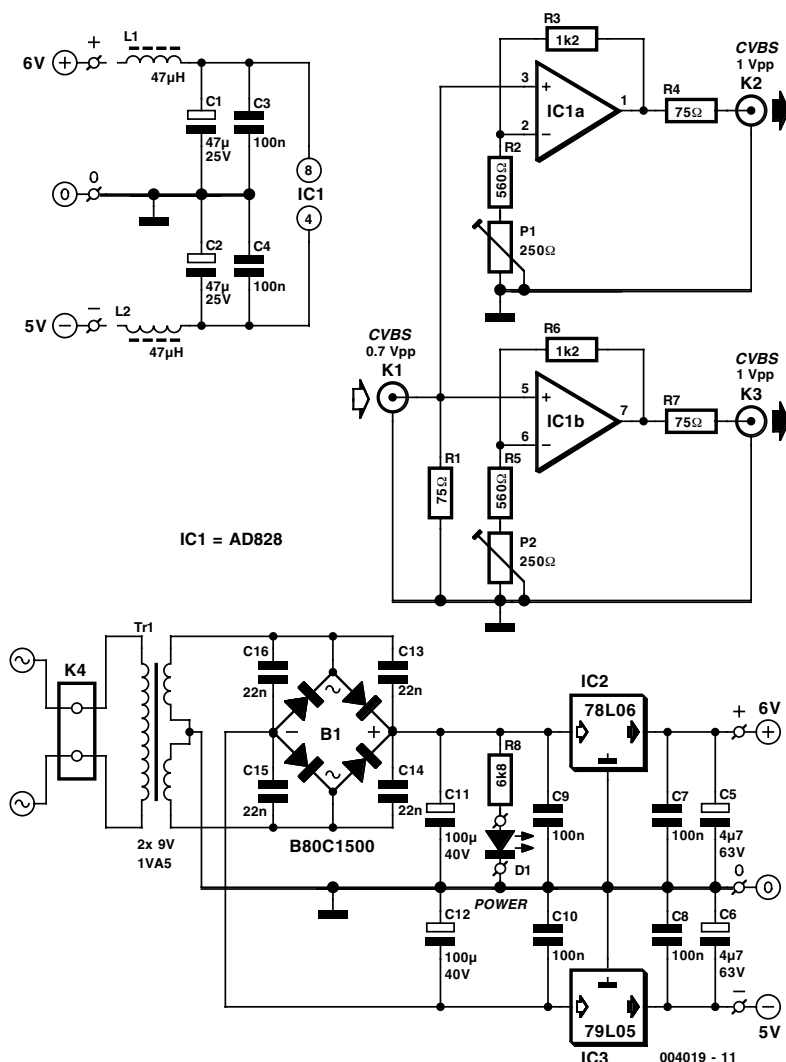 L1
+
6V
47µH
C1
C3
47µ
25V
100n
0
0
8
IC1
4
C2
C4
47µ
25V
100n
L2
–
5V
47µH
R3
1k2
CVBS
1 Vpp
K2
3
+
IC1a
1
R4
75Ω
2
–
R2
560Ω
P1
250Ω
CVBS
0.7 Vpp
K1
R6
1k2
CVBS
1 Vpp
K3
5
+
IC1b
7
R7
75Ω
6
–
R5
560Ω
R1
75Ω
P2
250Ω
IC1 = AD828
Tr1
K4
C16
22n
C13
22n
–
B1
+
C15
22n
C14
22n
2x 9V
1VA5
B80C1500
IC2
78L06
+
6V
R8
6k8
C11
100µ
40V
C9
100n
C7
100n
C5
4µ7
63V
D1
POWER
0
0
C12
100µ
40V
C10
100n
C8
100n
C6
4µ7
63V
79L05
–
5V
IC3
004019 - 11